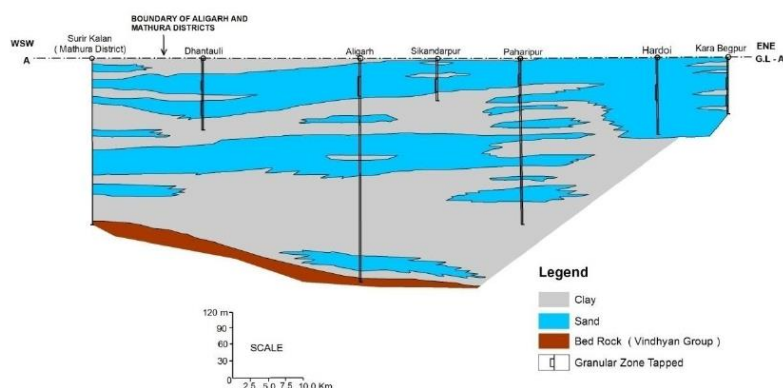 BOUNDARY OF ALIGARH AND
MATHURA DISTRICTS
WSW
ENE
Surir Kalan
( Mathura District)
Dhantauli
Aligarh
Sikandarpur
Paharipur
Hardoi
Kara Begpur
A
G.L - A
Legend
Clay
Sand
Bed Rock ( Vindhyan Group )
Granular Zone Tapped
120 m
90
60
30
0
SCALE
2.5 5.0 7.5 10.0 Km